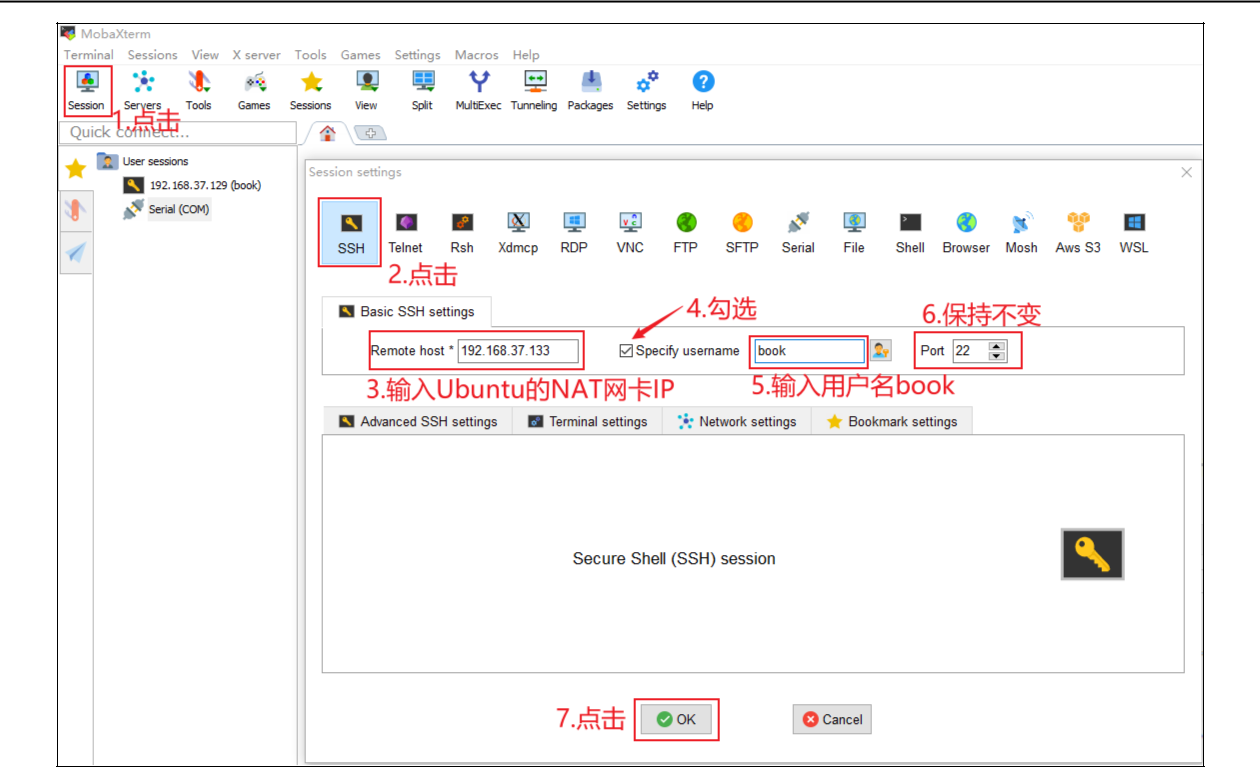 MobaXterm
Terminal Sessions View X server Tools Games Settings Macros Help
Session Servers Tools Games Sessions View Split MultiExec Tunneling Packages Settings Help
1.点击
Quick connect...
User sessions
192.168.37.129 (book)
Serial (COM)
Session settings
SSH Telnet Rsh Xdmcp RDP VNC FTP SFTP Serial File Shell Browser Mosh Aws S3 WSL
2.点击
4.勾选
6.保持不变
Basic SSH settings
Remote host * 192.168.37.133 Specify username book Port 22
3.输入Ubuntu的NAT网卡IP
5.输入用户名book
Advanced SSH settings Terminal settings Network settings Bookmark settings
Secure Shell (SSH) session
7.点击 OK Cancel